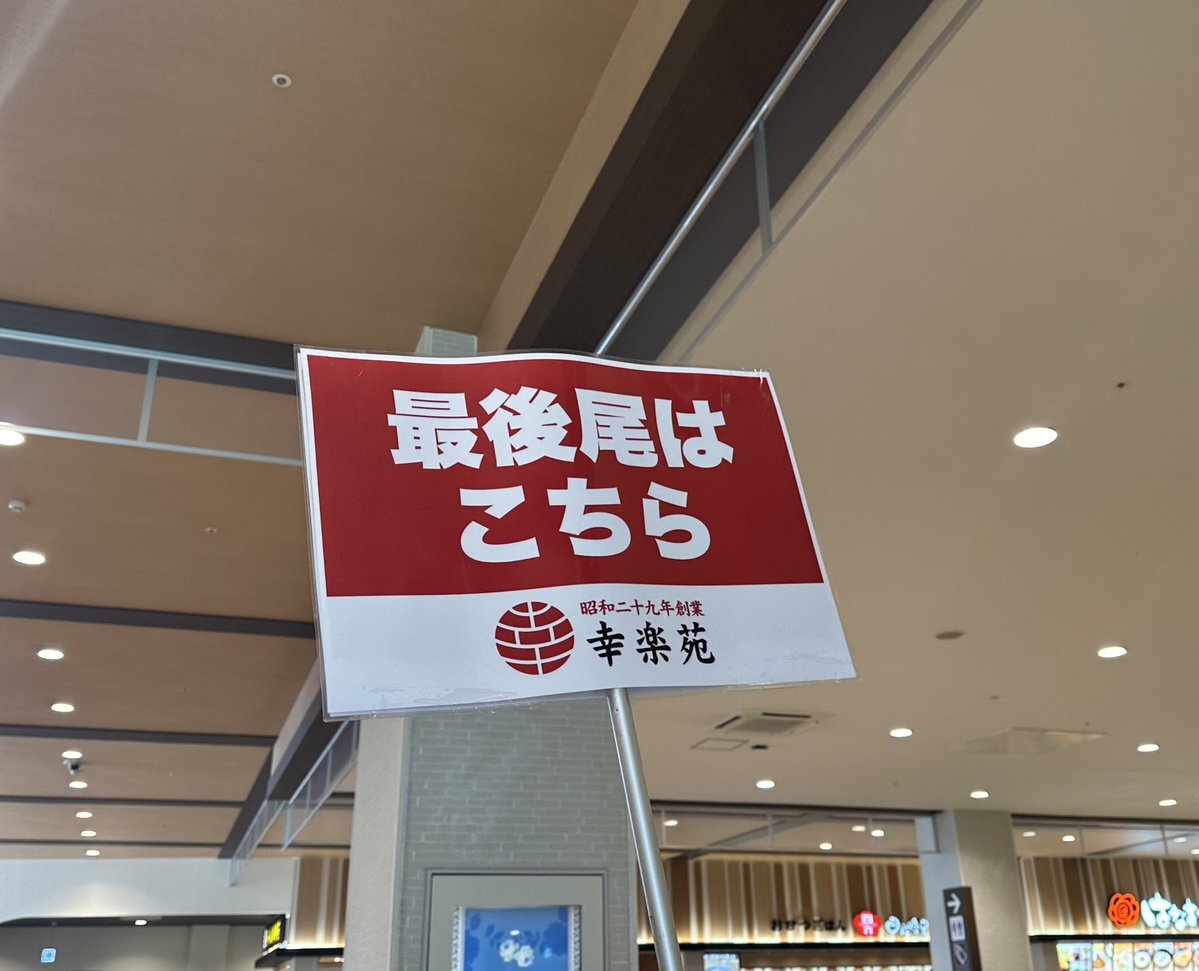 最後尾は
こちら
昭和二十九年創業
幸楽苑